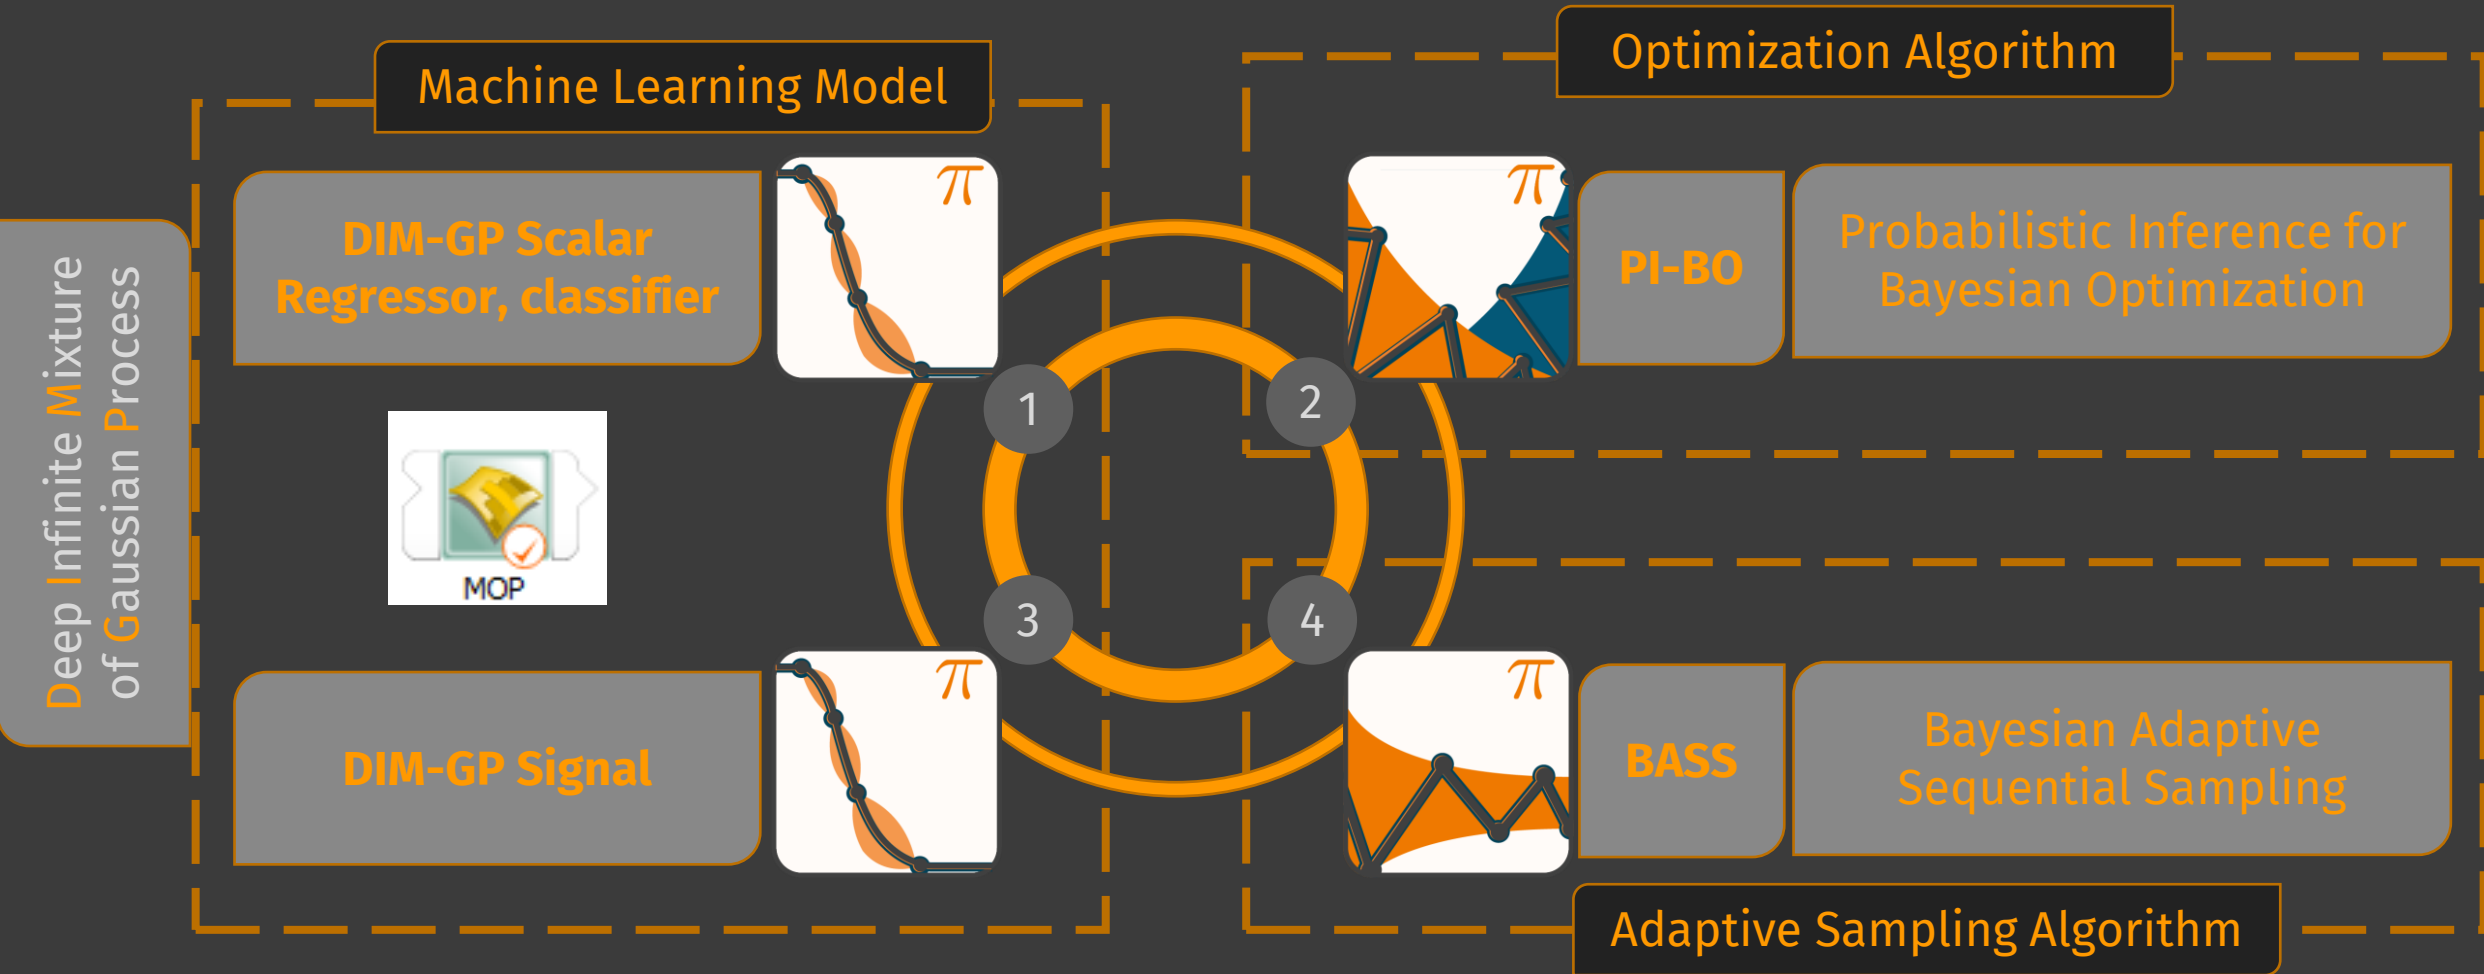 Machine Learning Model
Optimization Algorithm
Deep Infinite Mixture
of Gaussian Process
DIM-GP Scalar
Regressor, classifier
π
1
MOP
DIM-GP Signal
π
3
π
2
PI-BO
Probabilistic Inference for
Bayesian Optimization
π
4
BASS
Bayesian Adaptive
Sequential Sampling
Adaptive Sampling Algorithm